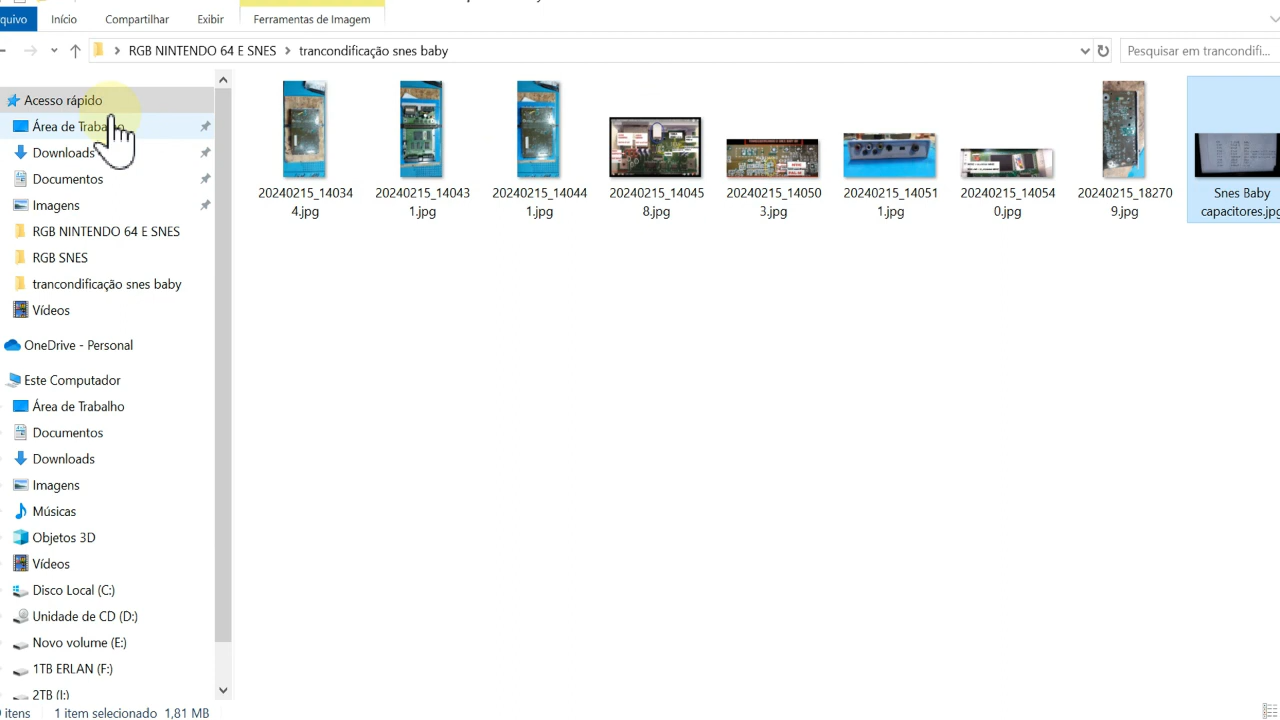 quivo Início Compartilhar Exibir Ferramentas de Imagem
RGB NINTENDO 64 E SNES trancondificação snes baby Pesquisar em trancondifi...
Acesso rápido
Área de Trabalho
Downloads
Documentos
Imagens
RGB NINTENDO 64 E SNES
RGB SNES
trancondificação snes baby
Vídeos
OneDrive - Personal
Este Computador
Área de Trabalho
Documentos
Downloads
Imagens
Músicas
Objetos 3D
Vídeos
Disco Local (C:)
Unidade de CD (D:)
Novo volume (E:)
1TB ERLAN (F:)
2TB (I:)
20240215_14034
4.jpg
20240215_14043
1.jpg
20240215_14044
1.jpg
20240215_14045
8.jpg
20240215_14050
3.jpg
20240215_14051
1.jpg
20240215_14054
0.jpg
20240215_18270
9.jpg
Snes Baby
capacitores.jpg
itens 1 item selecionado 1,81 MB